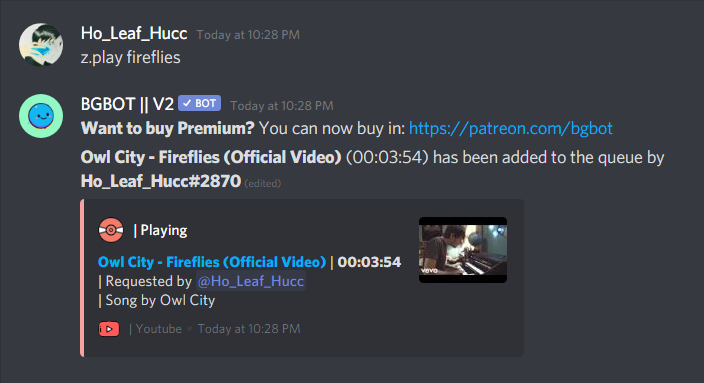 Ho_Leaf_Hucc Today at 10:28 PM
z.play fireflies
BGBOT || V2 ✓ BOT Today at 10:28 PM
Want to buy Premium? You can now buy in: https://patreon.com/bgbot
Owl City - Fireflies (Official Video) (00:03:54) has been added to the queue by
Ho_Leaf_Hucc#2870 (edited)
| Playing
Owl City - Fireflies (Official Video) | 00:03:54
| Requested by @Ho_Leaf_Hucc
| Song by Owl City
vevo
| Youtube • Today at 10:28 PM